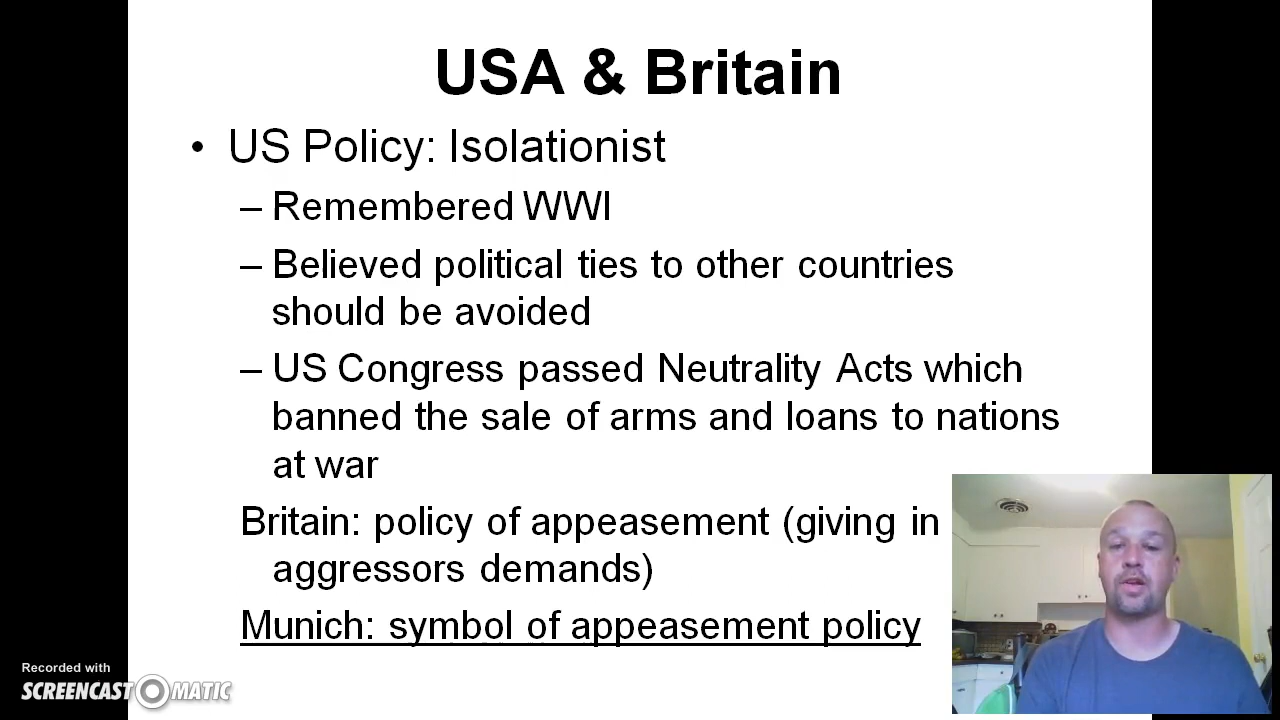 USA & Britain
• US Policy: Isolationist
– Remembered WWI
– Believed political ties to other countries
should be avoided
– US Congress passed Neutrality Acts which
banned the sale of arms and loans to nations
at war
Britain: policy of appeasement (giving in
aggressors demands)
Munich: symbol of appeasement policy
Recorded with
SCREENCAST-O-MATIC